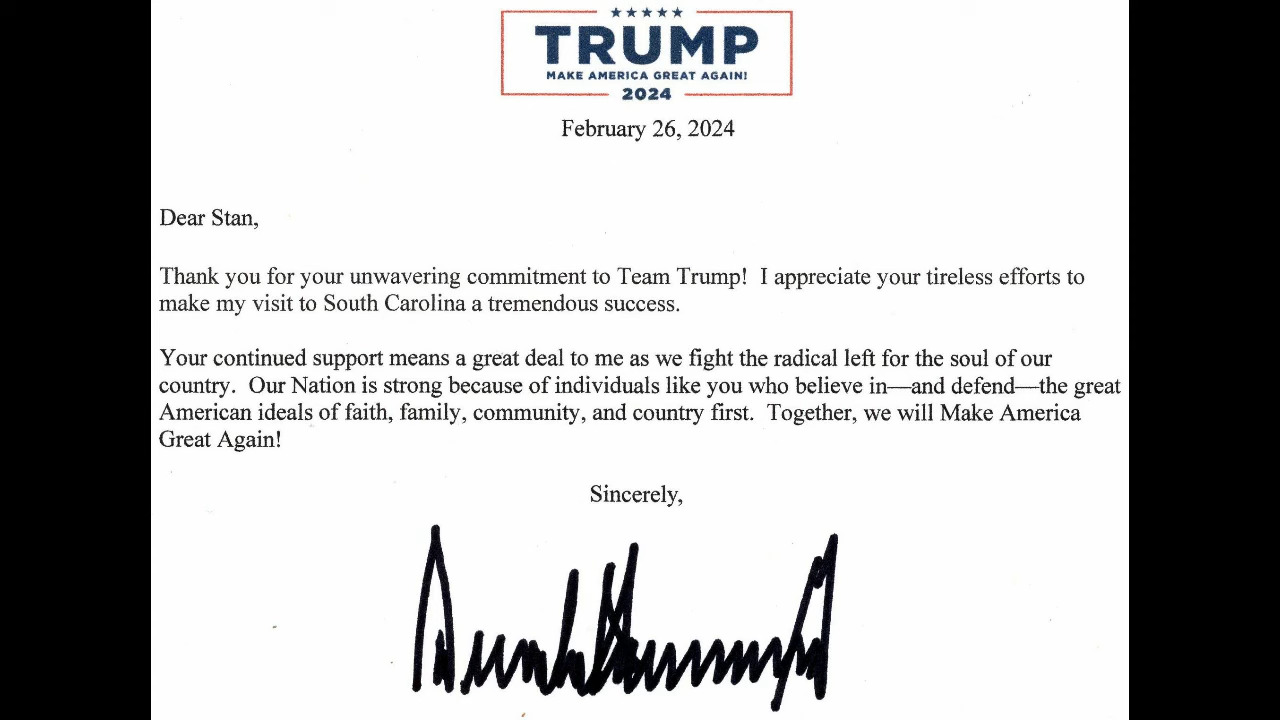 ★★★★★
TRUMP
MAKE AMERICA GREAT AGAIN!
2024
February 26, 2024
Dear Stan,
Thank you for your unwavering commitment to Team Trump!  I appreciate your tireless efforts to
make my visit to South Carolina a tremendous success.
Your continued support means a great deal to me as we fight the radical left for the soul of our
country.  Our Nation is strong because of individuals like you who believe in—and defend—the great
American ideals of faith, family, community, and country first.  Together, we will Make America
Great Again!
Sincerely,